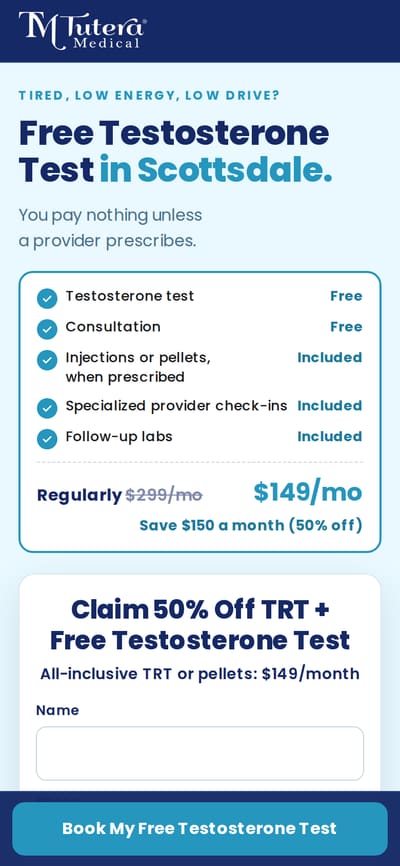 TM Tutera®
Medical
TIRED, LOW ENERGY, LOW DRIVE?
Free Testosterone
Test in Scottsdale.
You pay nothing unless
a provider prescribes.
Testosterone test Free
Consultation Free
Injections or pellets, Included
when prescribed
Specialized provider check-ins Included
Follow-up labs Included
Regularly $299/mo $149/mo
Save $150 a month (50% off)
Claim 50% Off TRT +
Free Testosterone Test
All-inclusive TRT or pellets: $149/month
Name
Book My Free Testosterone Test